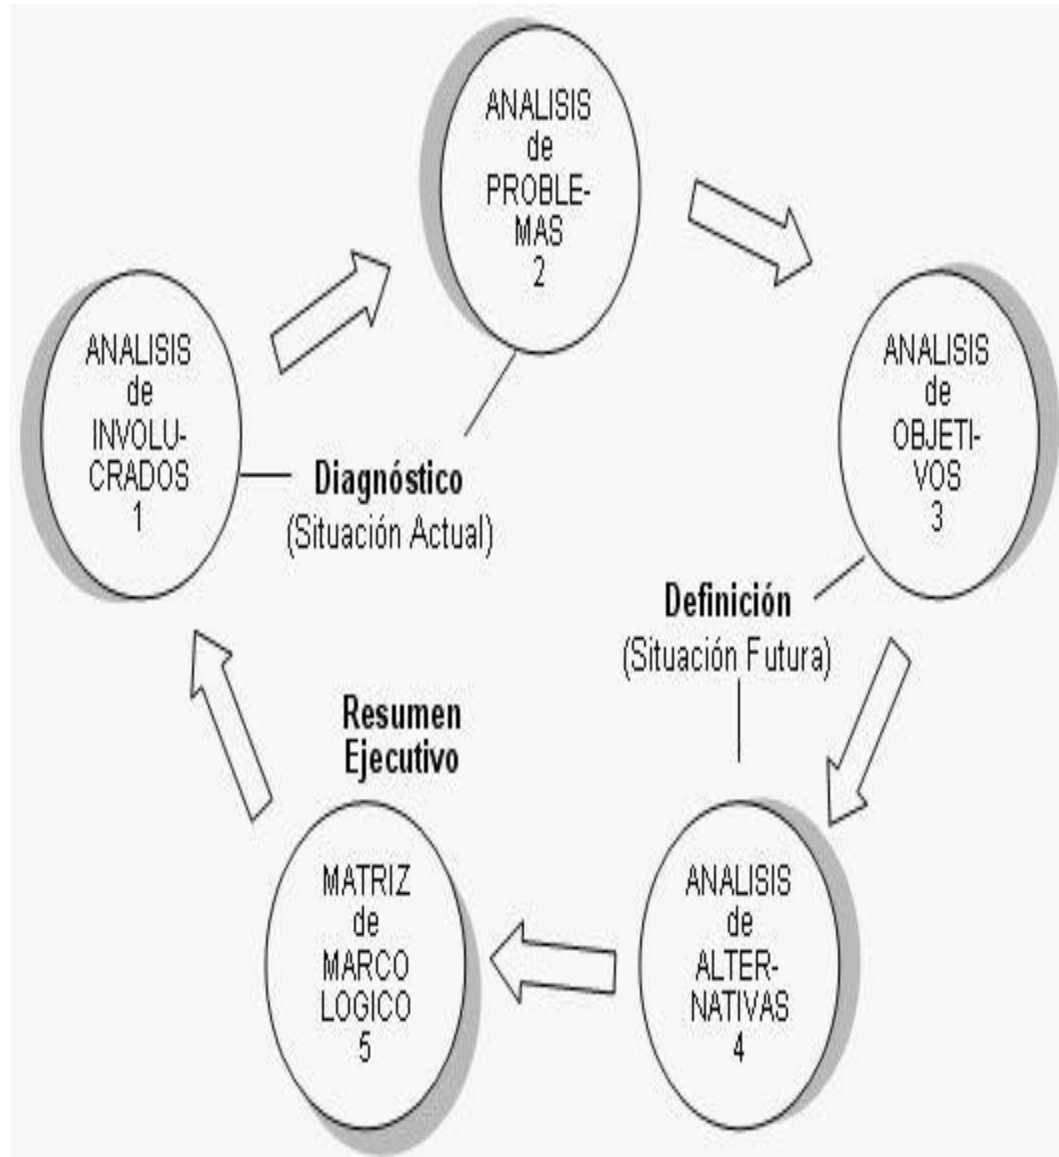 ANALISIS
de
INVOLU-
CRADOS
1
ANALISIS
de
PROBLE-
MAS
2
ANALISIS
de
OBJETI-
VOS
3
ANALISIS
de
ALTER-
NATIVAS
4
MATRIZ
de
MARCO
LOGICO
5
Diagnóstico
(Situación Actual)
Definición
(Situación Futura)
Resumen
Ejecutivo